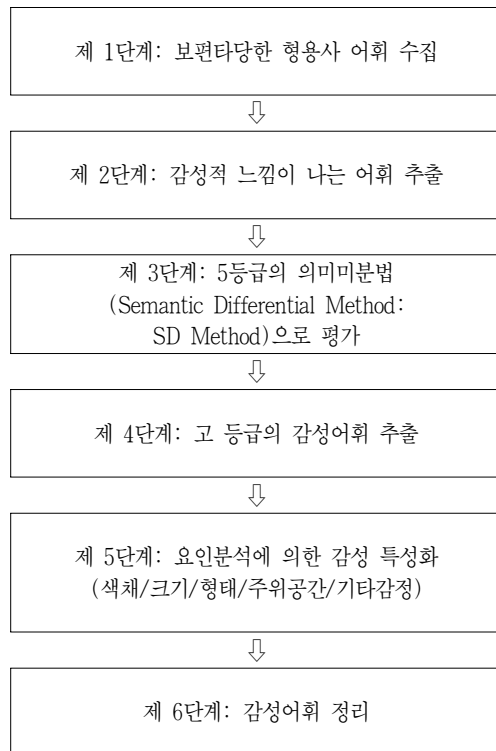 제 1단계: 보편타당한 형용사 어휘 수집
제 2단계: 감성적 느낌이 나는 어휘 추출
제 3단계: 5등급의 의미미분법
(Semantic Differential Method:
SD Method)으로 평가
제 4단계: 고 등급의 감성어휘 추출
제 5단계: 요인분석에 의한 감성 특성화
(색채/크기/형태/주위공간/기타감정)
제 6단계: 감성어휘 정리